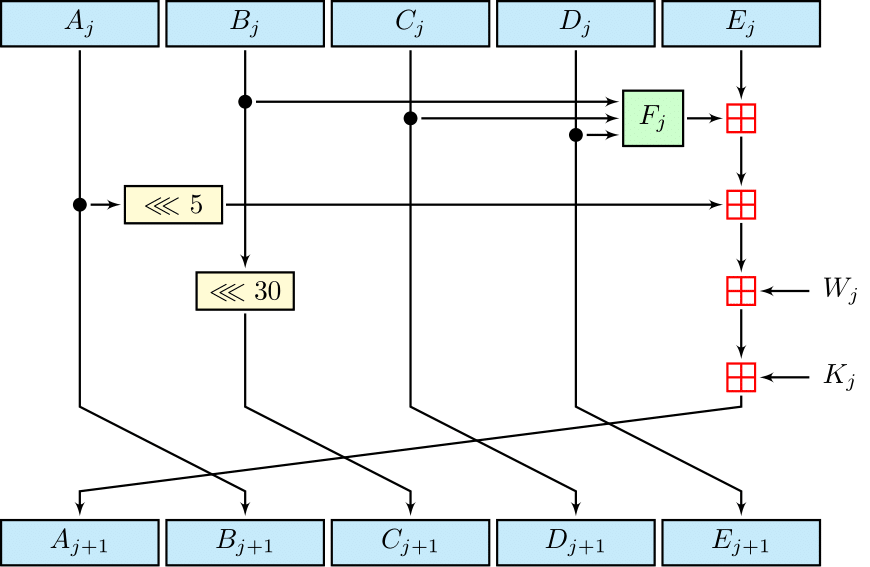 A_j B_j C_j D_j E_j
F_j
⋘ 5
⋘ 30 W_j
K_j
A_{j+1} B_{j+1} C_{j+1} D_{j+1} E_{j+1}